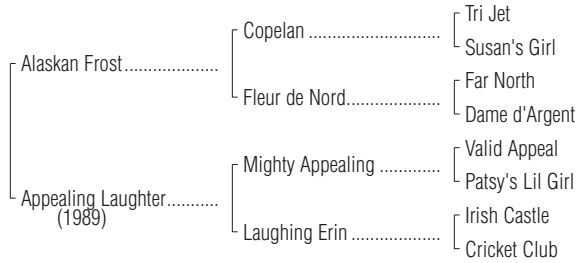 Tri Jet
Copelan ..............................
Susan's Girl
Alaskan Frost.....................
Far North
Fleur de Nord.....................
Dame d'Argent
Valid Appeal
Mighty Appealing .............
Patsy's Lil Girl
Appealing Laughter...........
(1989)
Irish Castle
Laughing Erin ...................
Cricket Club